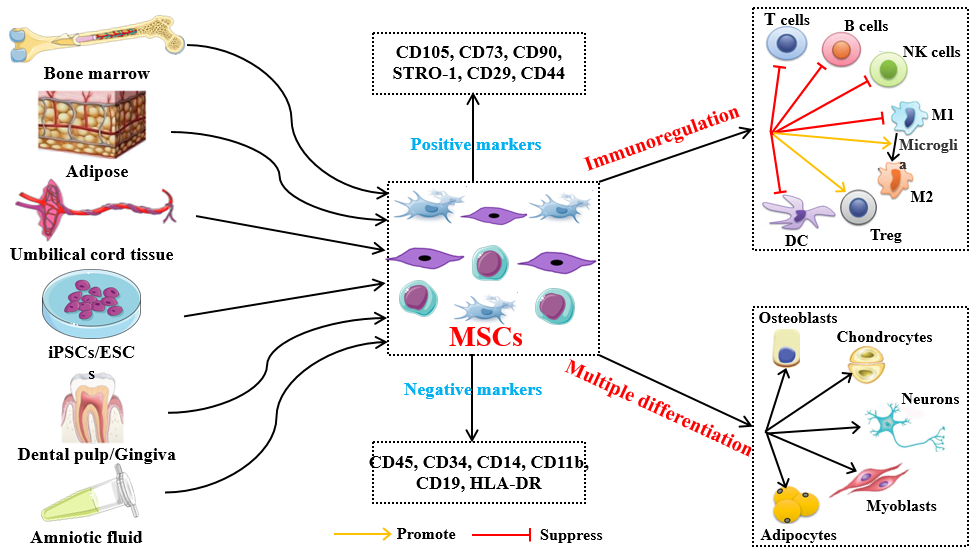 Bone marrow
Adipose
Umbilical cord tissue
iPSCs/ESC
s
Dental pulp/Gingiva
Amniotic fluid
CD105, CD73, CD90,
STRO-1, CD29, CD44
Positive markers
MSCs
Negative markers
CD45, CD34, CD14, CD11b,
CD19, HLA-DR
Promote
Suppress
Immunoregulation
Multiple differentiation
T cells
B cells
NK cells
M1
Microgli
a
M2
Treg
DC
Osteoblasts
Chondrocytes
Neurons
Myoblasts
Adipocytes